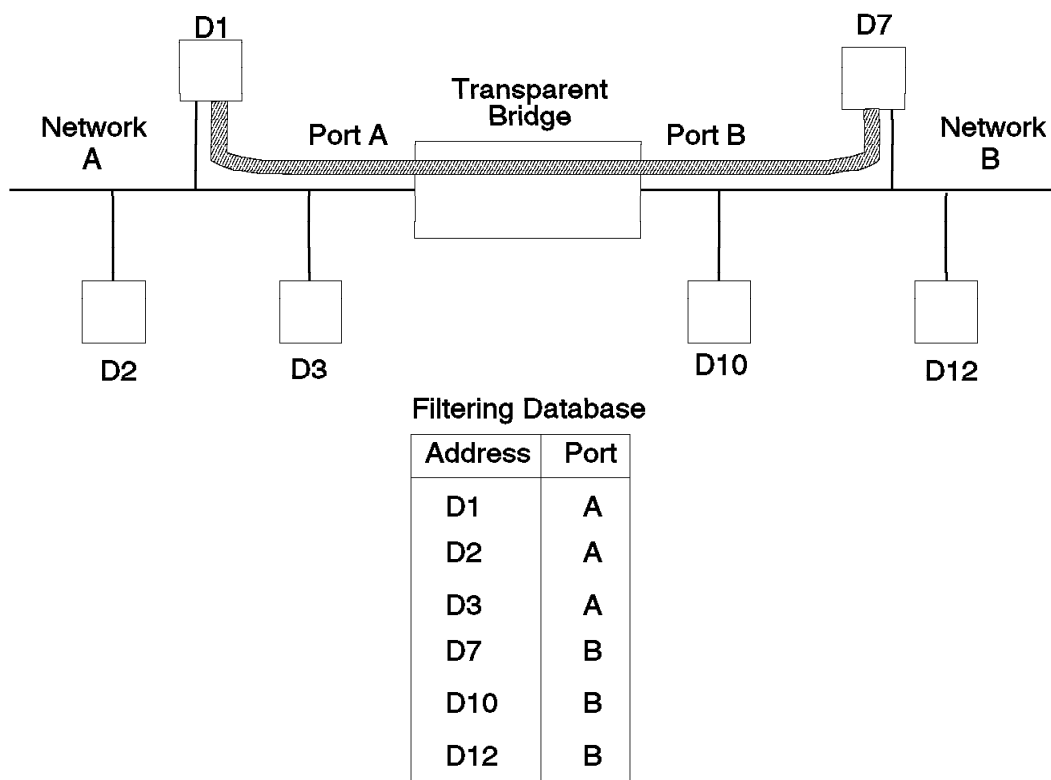 D1
D7
Transparent
Bridge
Network
A
Port A
Port B
Network
B
D2
D3
D10
D12
Filtering Database
Address Port
D1 A
D2 A
D3 A
D7 B
D10 B
D12 B